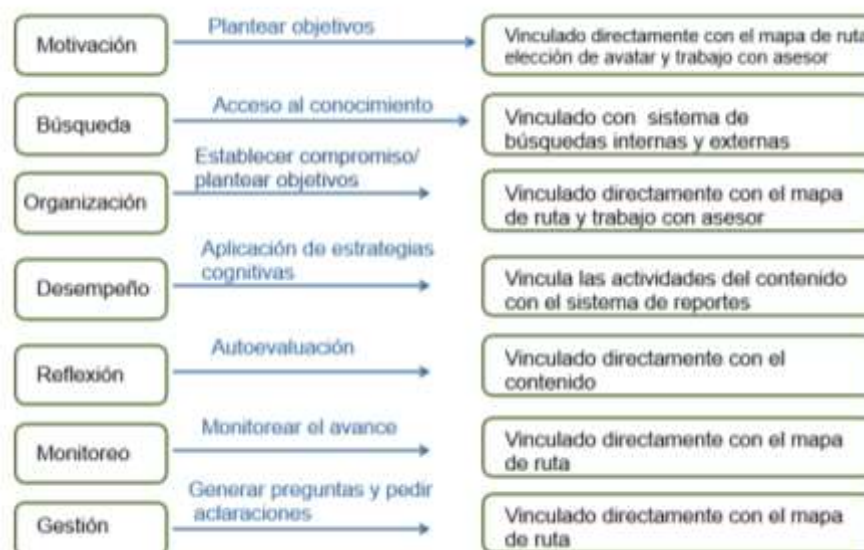 Motivación
Plantear objetivos
Vinculado directamente con el mapa de ruta
elección de avatar y trabajo con asesor
Búsqueda
Acceso al conocimiento
Vinculado con sistema de
búsquedas internas y externas
Organización
Establecer compromiso/
plantear objetivos
Vinculado directamente con el mapa
de ruta y trabajo con asesor
Desempeño
Aplicación de estrategias
cognitivas
Vincula las actividades del contenido
con el sistema de reportes
Reflexión
Autoevaluación
Vinculado directamente con el
contenido
Monitoreo
Monitorear el avance
Vinculado directamente con el mapa
de ruta
Gestión
Generar preguntas y pedir
aclaraciones
Vinculado directamente con el mapa
de ruta